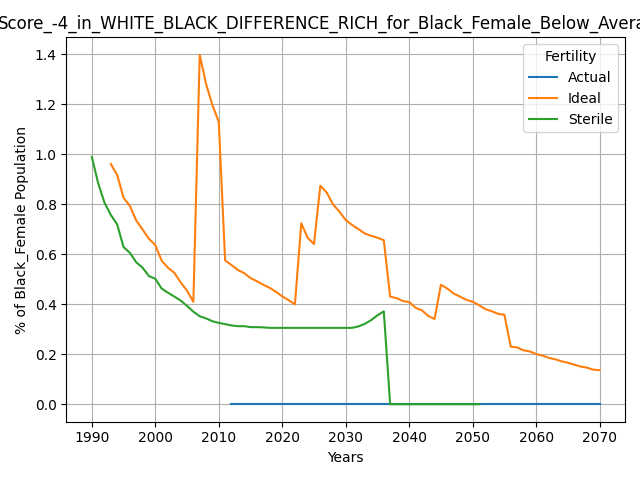 Score_-4_in_WHITE_BLACK_DIFFERENCE_RICH_for_Black_Female_Below_Avera
Fertility
Actual
Ideal
Sterile
% of Black_Female Population
1.4
1.2
1.0
0.8
0.6
0.4
0.2
0.0
1990 2000 2010 2020 2030 2040 2050 2060 2070
Years